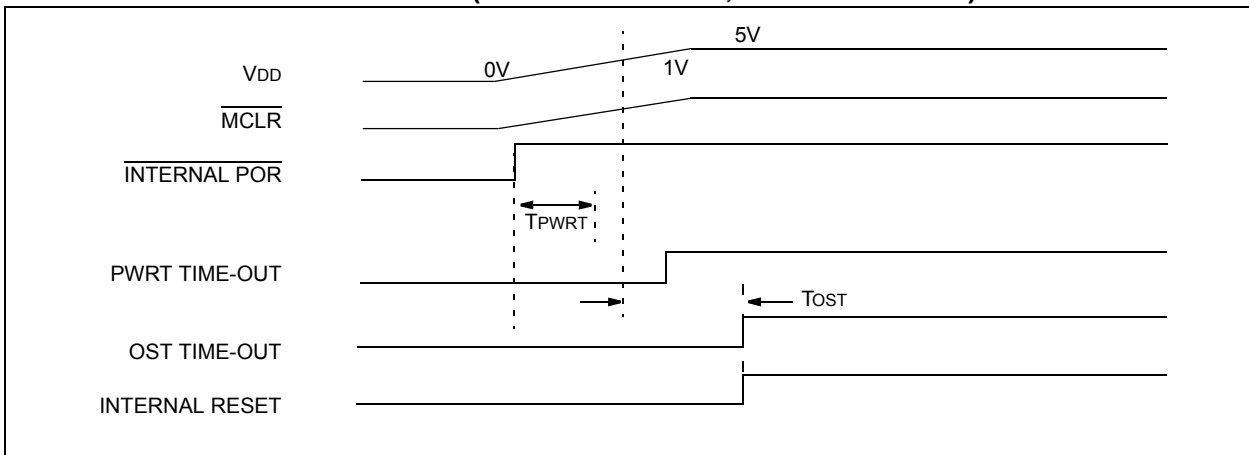 5V
VDD
0V
1V
MCLR
INTERNAL POR
TPWRT
PWRT TIME-OUT
TOST
OST TIME-OUT
INTERNAL RESET